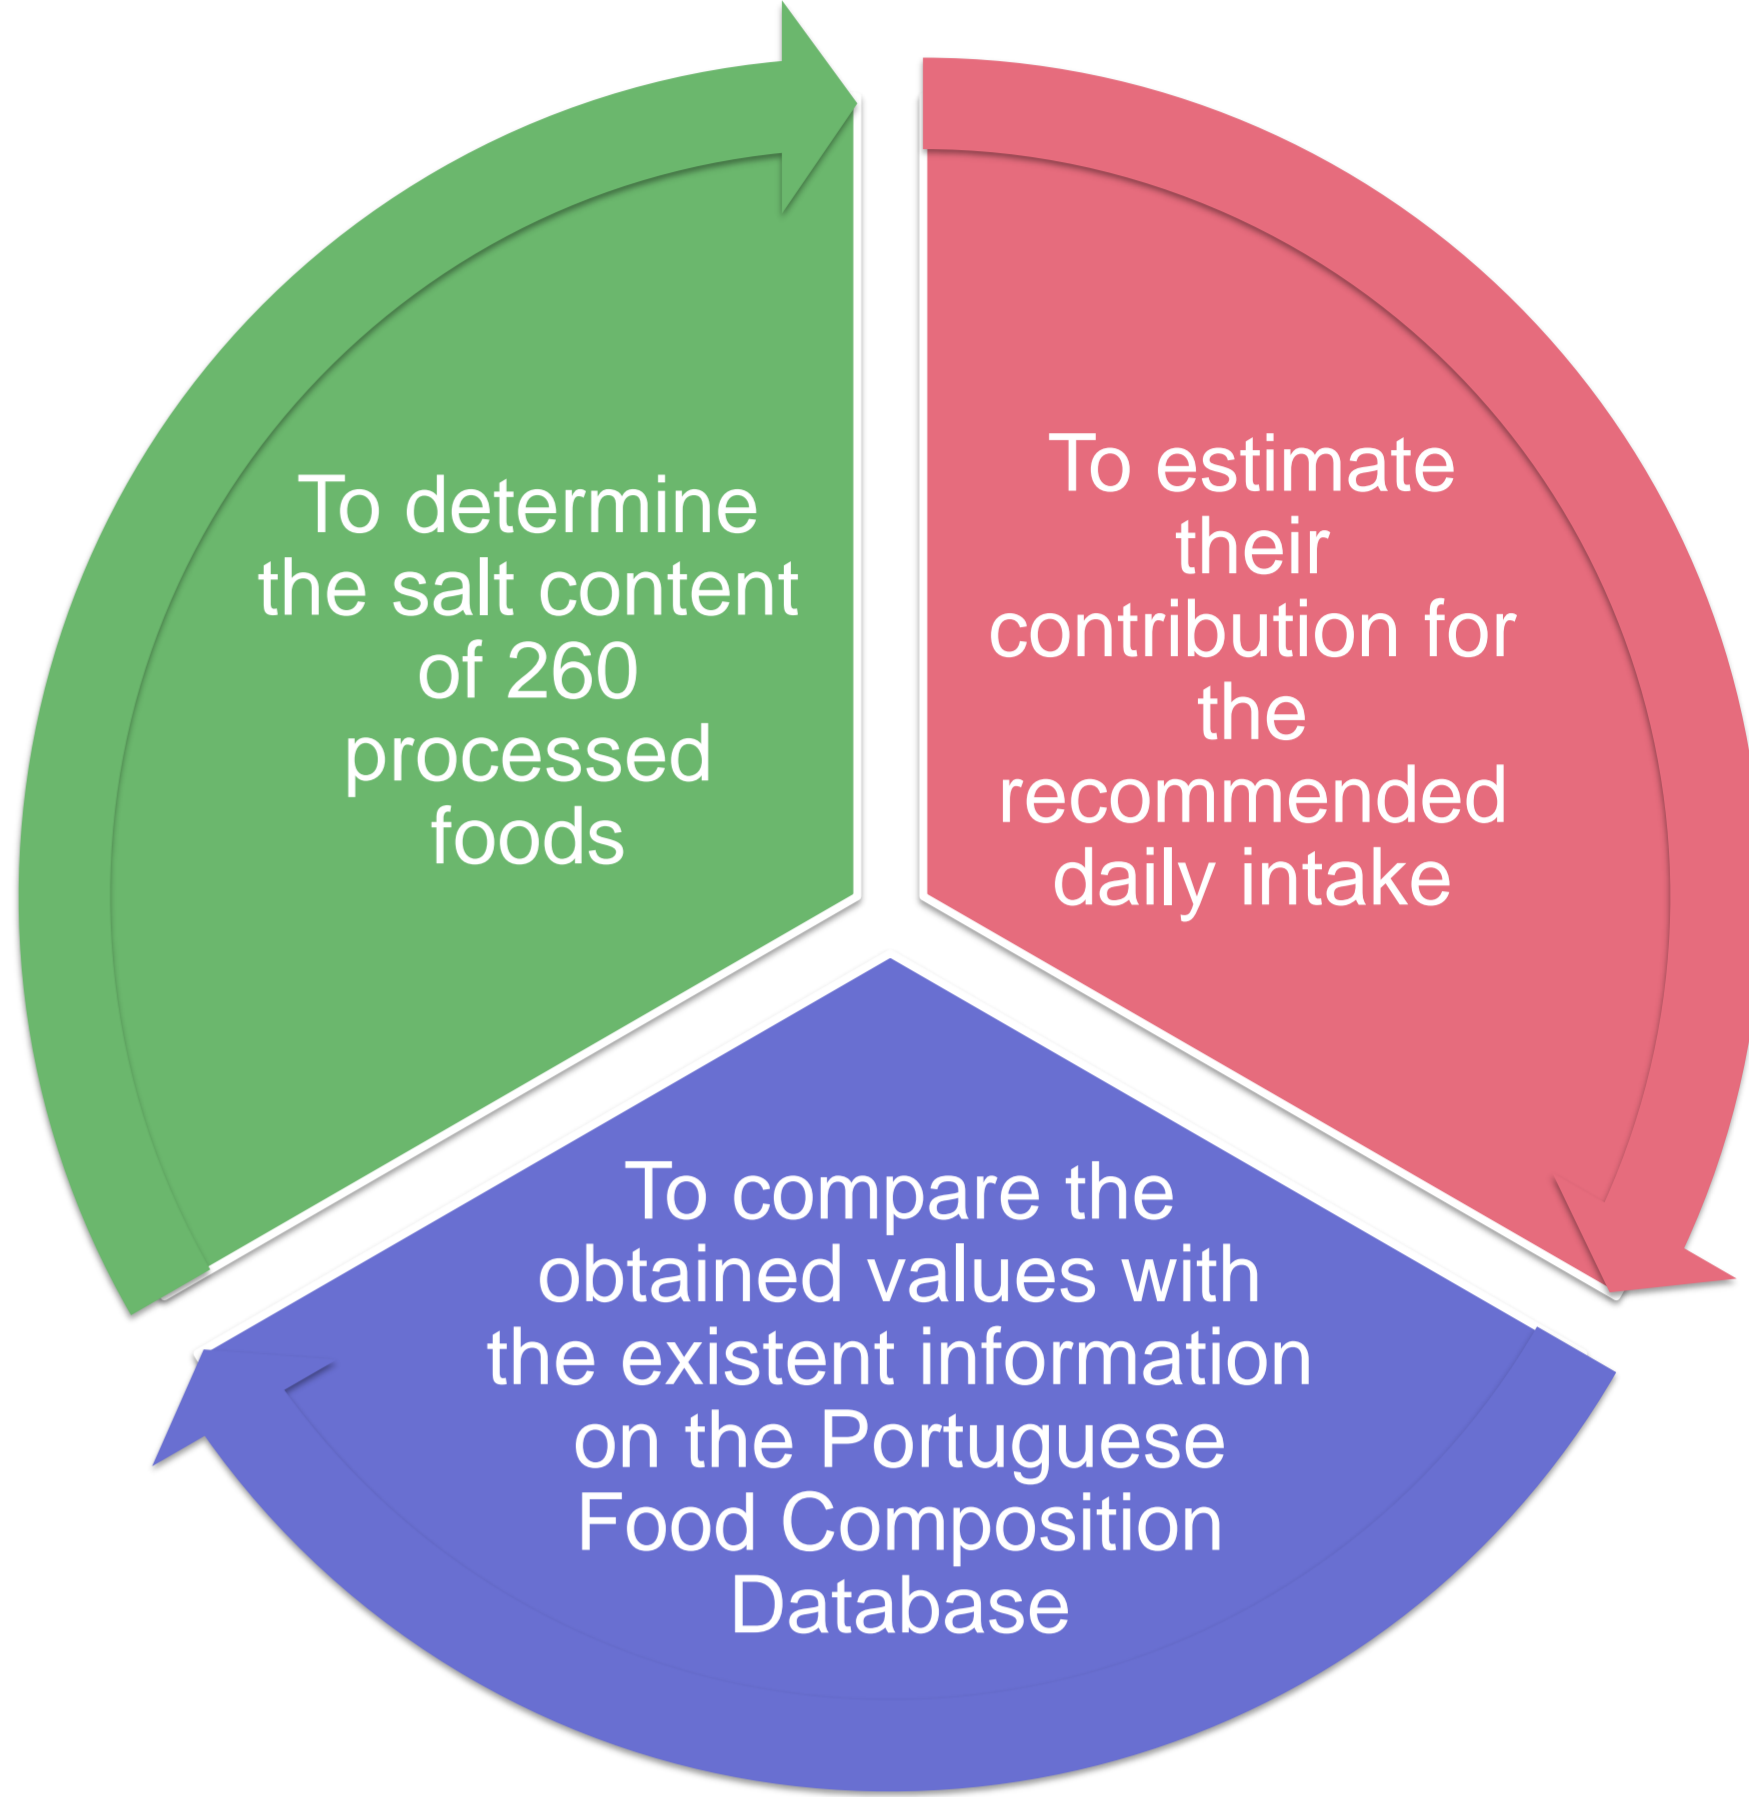 To determine
the salt content
of 260
processed
foods
To estimate
their
contribution for
the
recommended
daily intake
To compare the
obtained values with
the existent information
on the Portuguese
Food Composition
Database